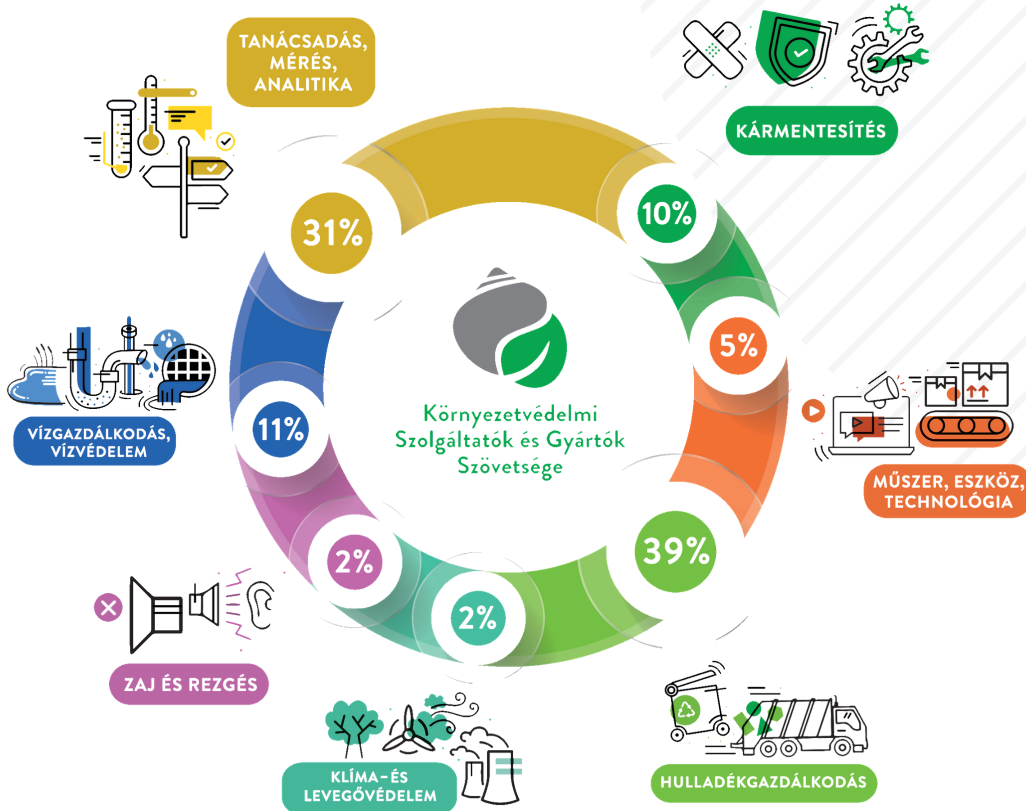 TANÁCSADÁS,
MÉRÉS,
ANALITIKA
KÁRMENTESÍTÉS
31%
10%
5%
11%
39%
2%
2%
Környezetvédelmi
Szolgáltatók és Gyártók
Szövetsége
VÍZGAZDÁLKODÁS,
VÍZVÉDELEM
MŰSZER, ESZKÖZ,
TECHNOLÓGIA
ZAJ ÉS REZGÉS
KLÍMA-ÉS
LEVEGŐVÉDELEM
HULLADÉKGAZDÁLKODÁS